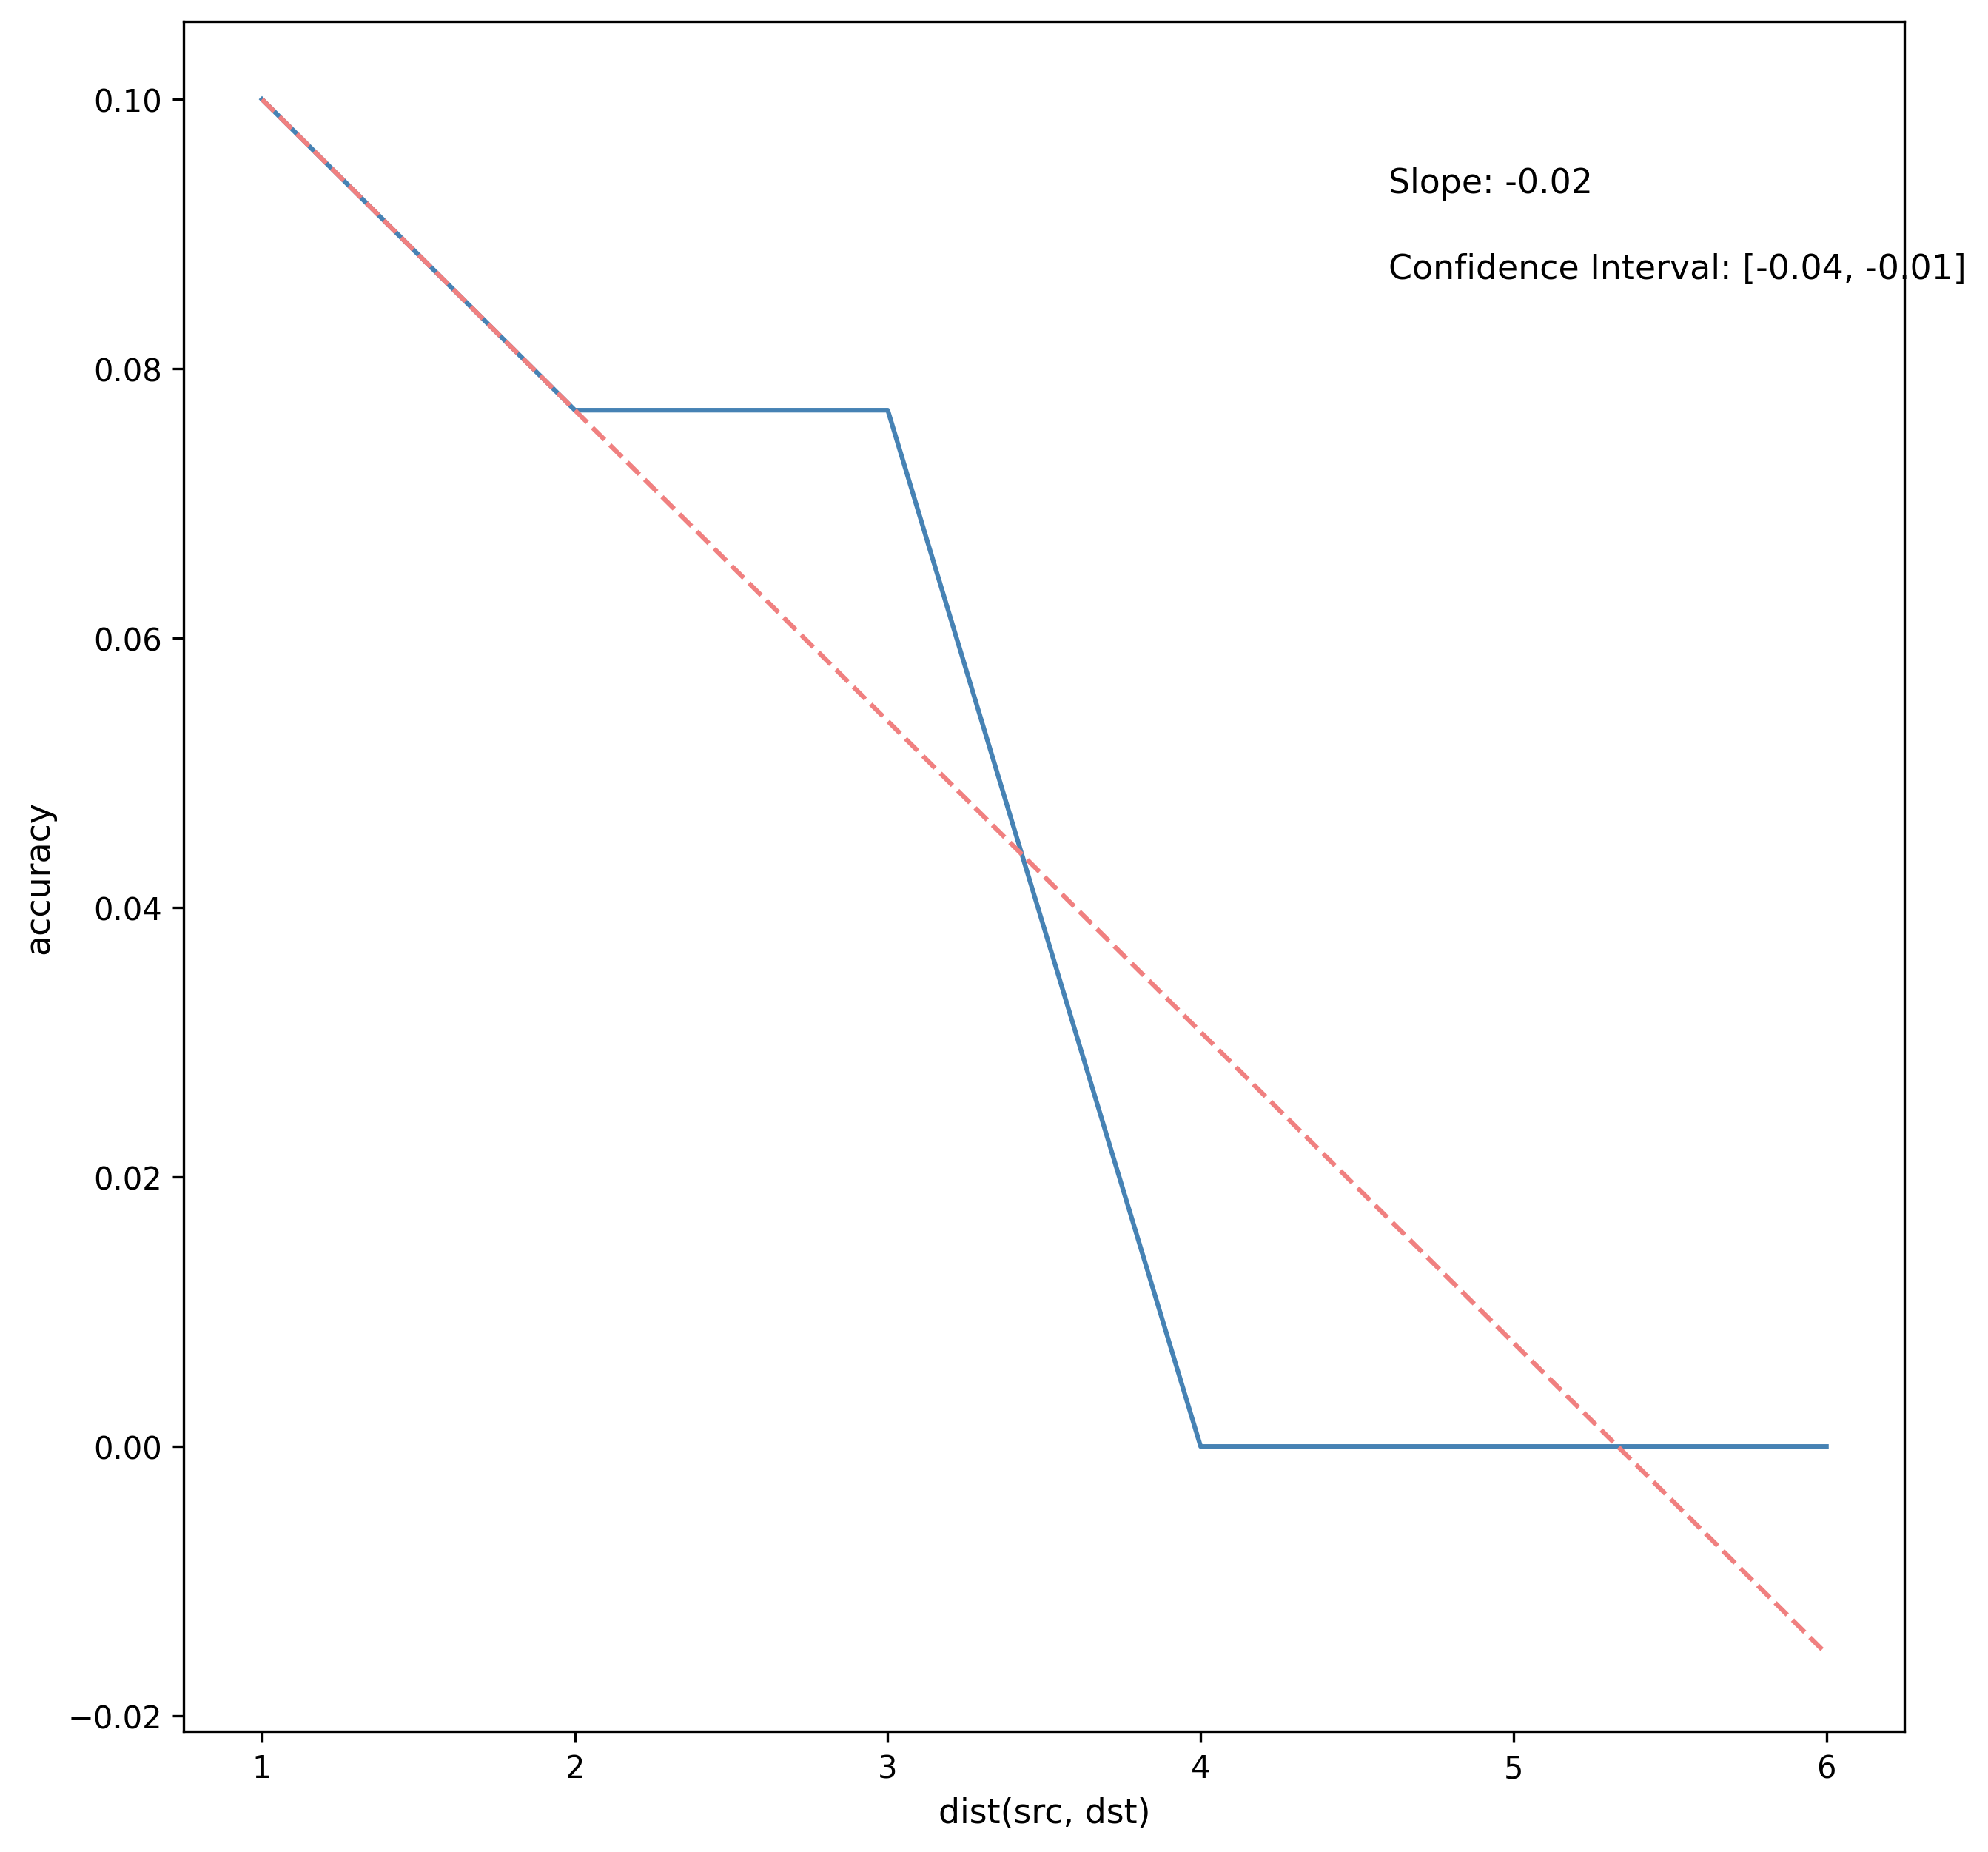 0.10
0.08
0.06
0.04
0.02
0.00
−0.02
accuracy
Slope: -0.02
Confidence Interval: [-0.04, -0.01]
1 2 3 4 5 6
dist(src, dst)